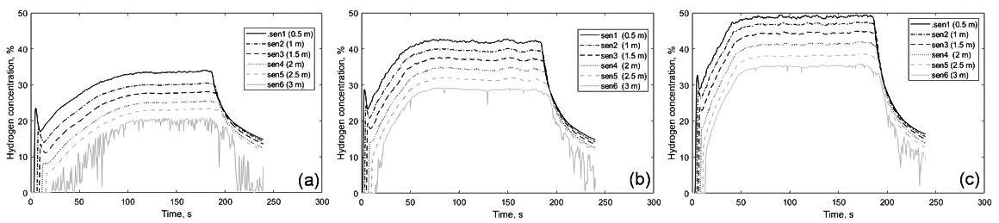 Hydrogen concentration, %
50
40
30
20
10
0
.sen1 (0.5 m)
sen2 (1 m)
sen3 (1.5 m)
sen4 (2 m)
sen5 (2.5 m)
sen6 (3 m)
(a)
0 50 100 150 200 250 300
Time, s
Hydrogen concentration, %
50
40
30
20
10
0
sen1 (0.5 m)
sen2 (1 m)
sen3 (1.5 m)
sen4 (2 m)
sen5 (2.5 m)
sen6 (3 m)
(b)
0 50 100 150 200 250 300
Time, s
Hydrogen concentration, %
50
40
30
20
10
0
sen1 (0.5 m)
sen2 (1 m)
sen3 (1.5 m)
sen4 (2 m)
sen5 (2.5 m)
sen6 (3 m)
(c)
0 50 100 150 200 250 300
Time, s